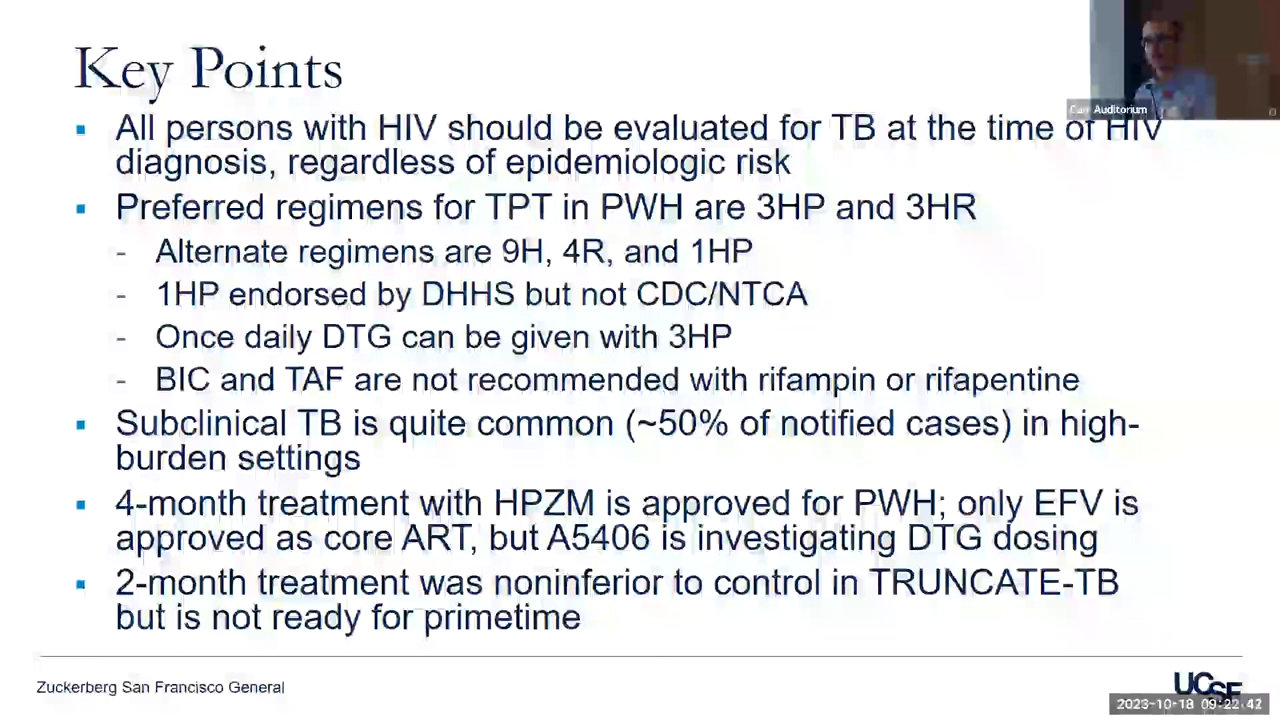 Key Points
Carr Auditorium
▪ All persons with HIV should be evaluated for TB at the time of HIV
diagnosis, regardless of epidemiologic risk
▪ Preferred regimens for TPT in PWH are 3HP and 3HR
- Alternate regimens are 9H, 4R, and 1HP
- 1HP endorsed by DHHS but not CDC/NTCA
- Once daily DTG can be given with 3HP
- BIC and TAF are not recommended with rifampin or rifapentine
▪ Subclinical TB is quite common (~50% of notified cases) in high-
burden settings
▪ 4-month treatment with HPZM is approved for PWH; only EFV is
approved as core ART, but A5406 is investigating DTG dosing
▪ 2-month treatment was noninferior to control in TRUNCATE-TB
but is not ready for primetime
Zuckerberg San Francisco General
UCSF
2023-10-18 09:22:42